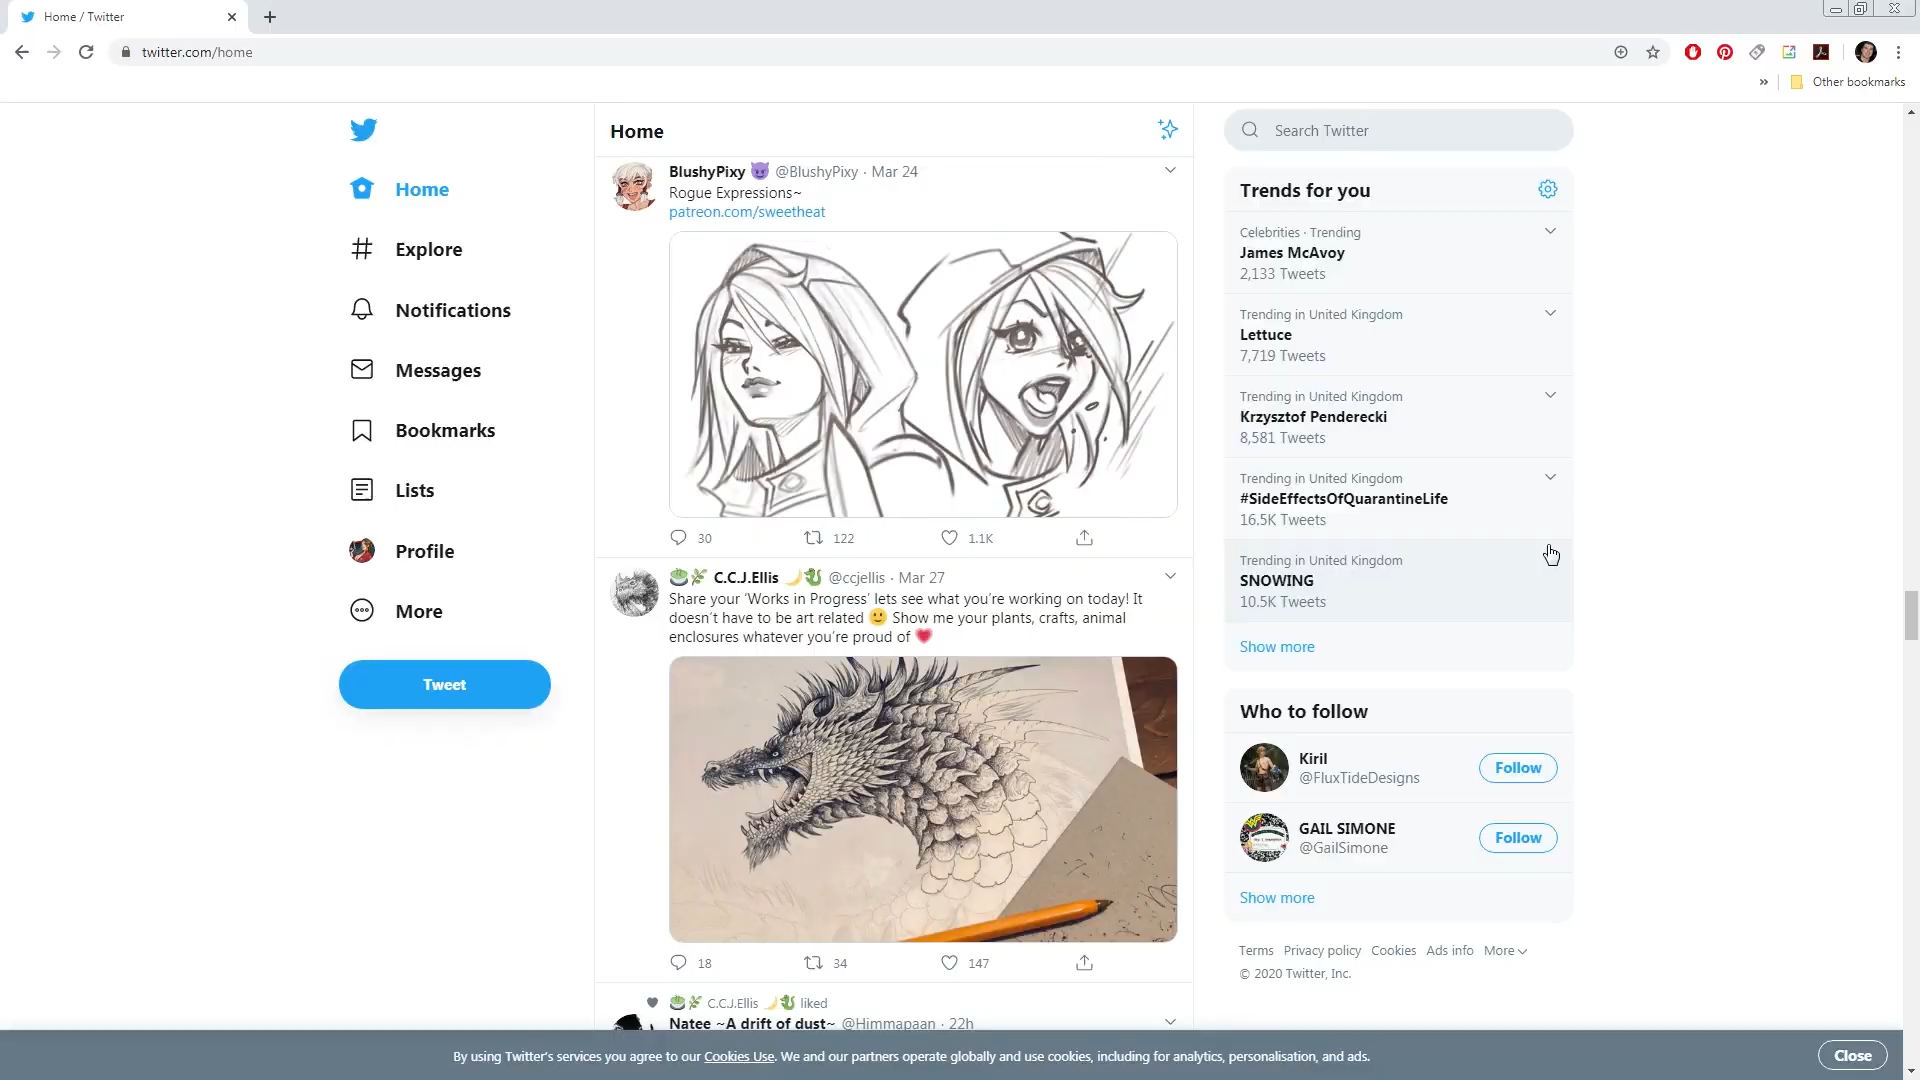 Home / Twitter
twitter.com/home
Other bookmarks
Home
Explore
Notifications
Messages
Bookmarks
Lists
Profile
More
Tweet
Home
BlushyPixy 😈 @BlushyPixy · Mar 24
Rogue Expressions~
patreon.com/sweetheat
30 122 1.1K
C.C.J.Ellis @ccjellis · Mar 27
Share your 'Works in Progress' lets see what you're working on today! It
doesn't have to be art related 🙂 Show me your plants, crafts, animal
enclosures whatever you're proud of 💗
18 34 147
C.C.J.Ellis liked
Natee ~A drift of dust~ @Himmapaan · 22h
Search Twitter
Trends for you
Celebrities · Trending
James McAvoy
2,133 Tweets
Trending in United Kingdom
Lettuce
7,719 Tweets
Trending in United Kingdom
Krzysztof Penderecki
8,581 Tweets
Trending in United Kingdom
#SideEffectsOfQuarantineLife
16.5K Tweets
Trending in United Kingdom
SNOWING
10.5K Tweets
Show more
Who to follow
Kiril
@FluxTideDesigns
Follow
GAIL SIMONE
@GailSimone
Follow
Show more
Terms Privacy policy Cookies Ads info More
© 2020 Twitter, Inc.
By using Twitter's services you agree to our Cookies Use. We and our partners operate globally and use cookies, including for analytics, personalisation, and ads.
Close